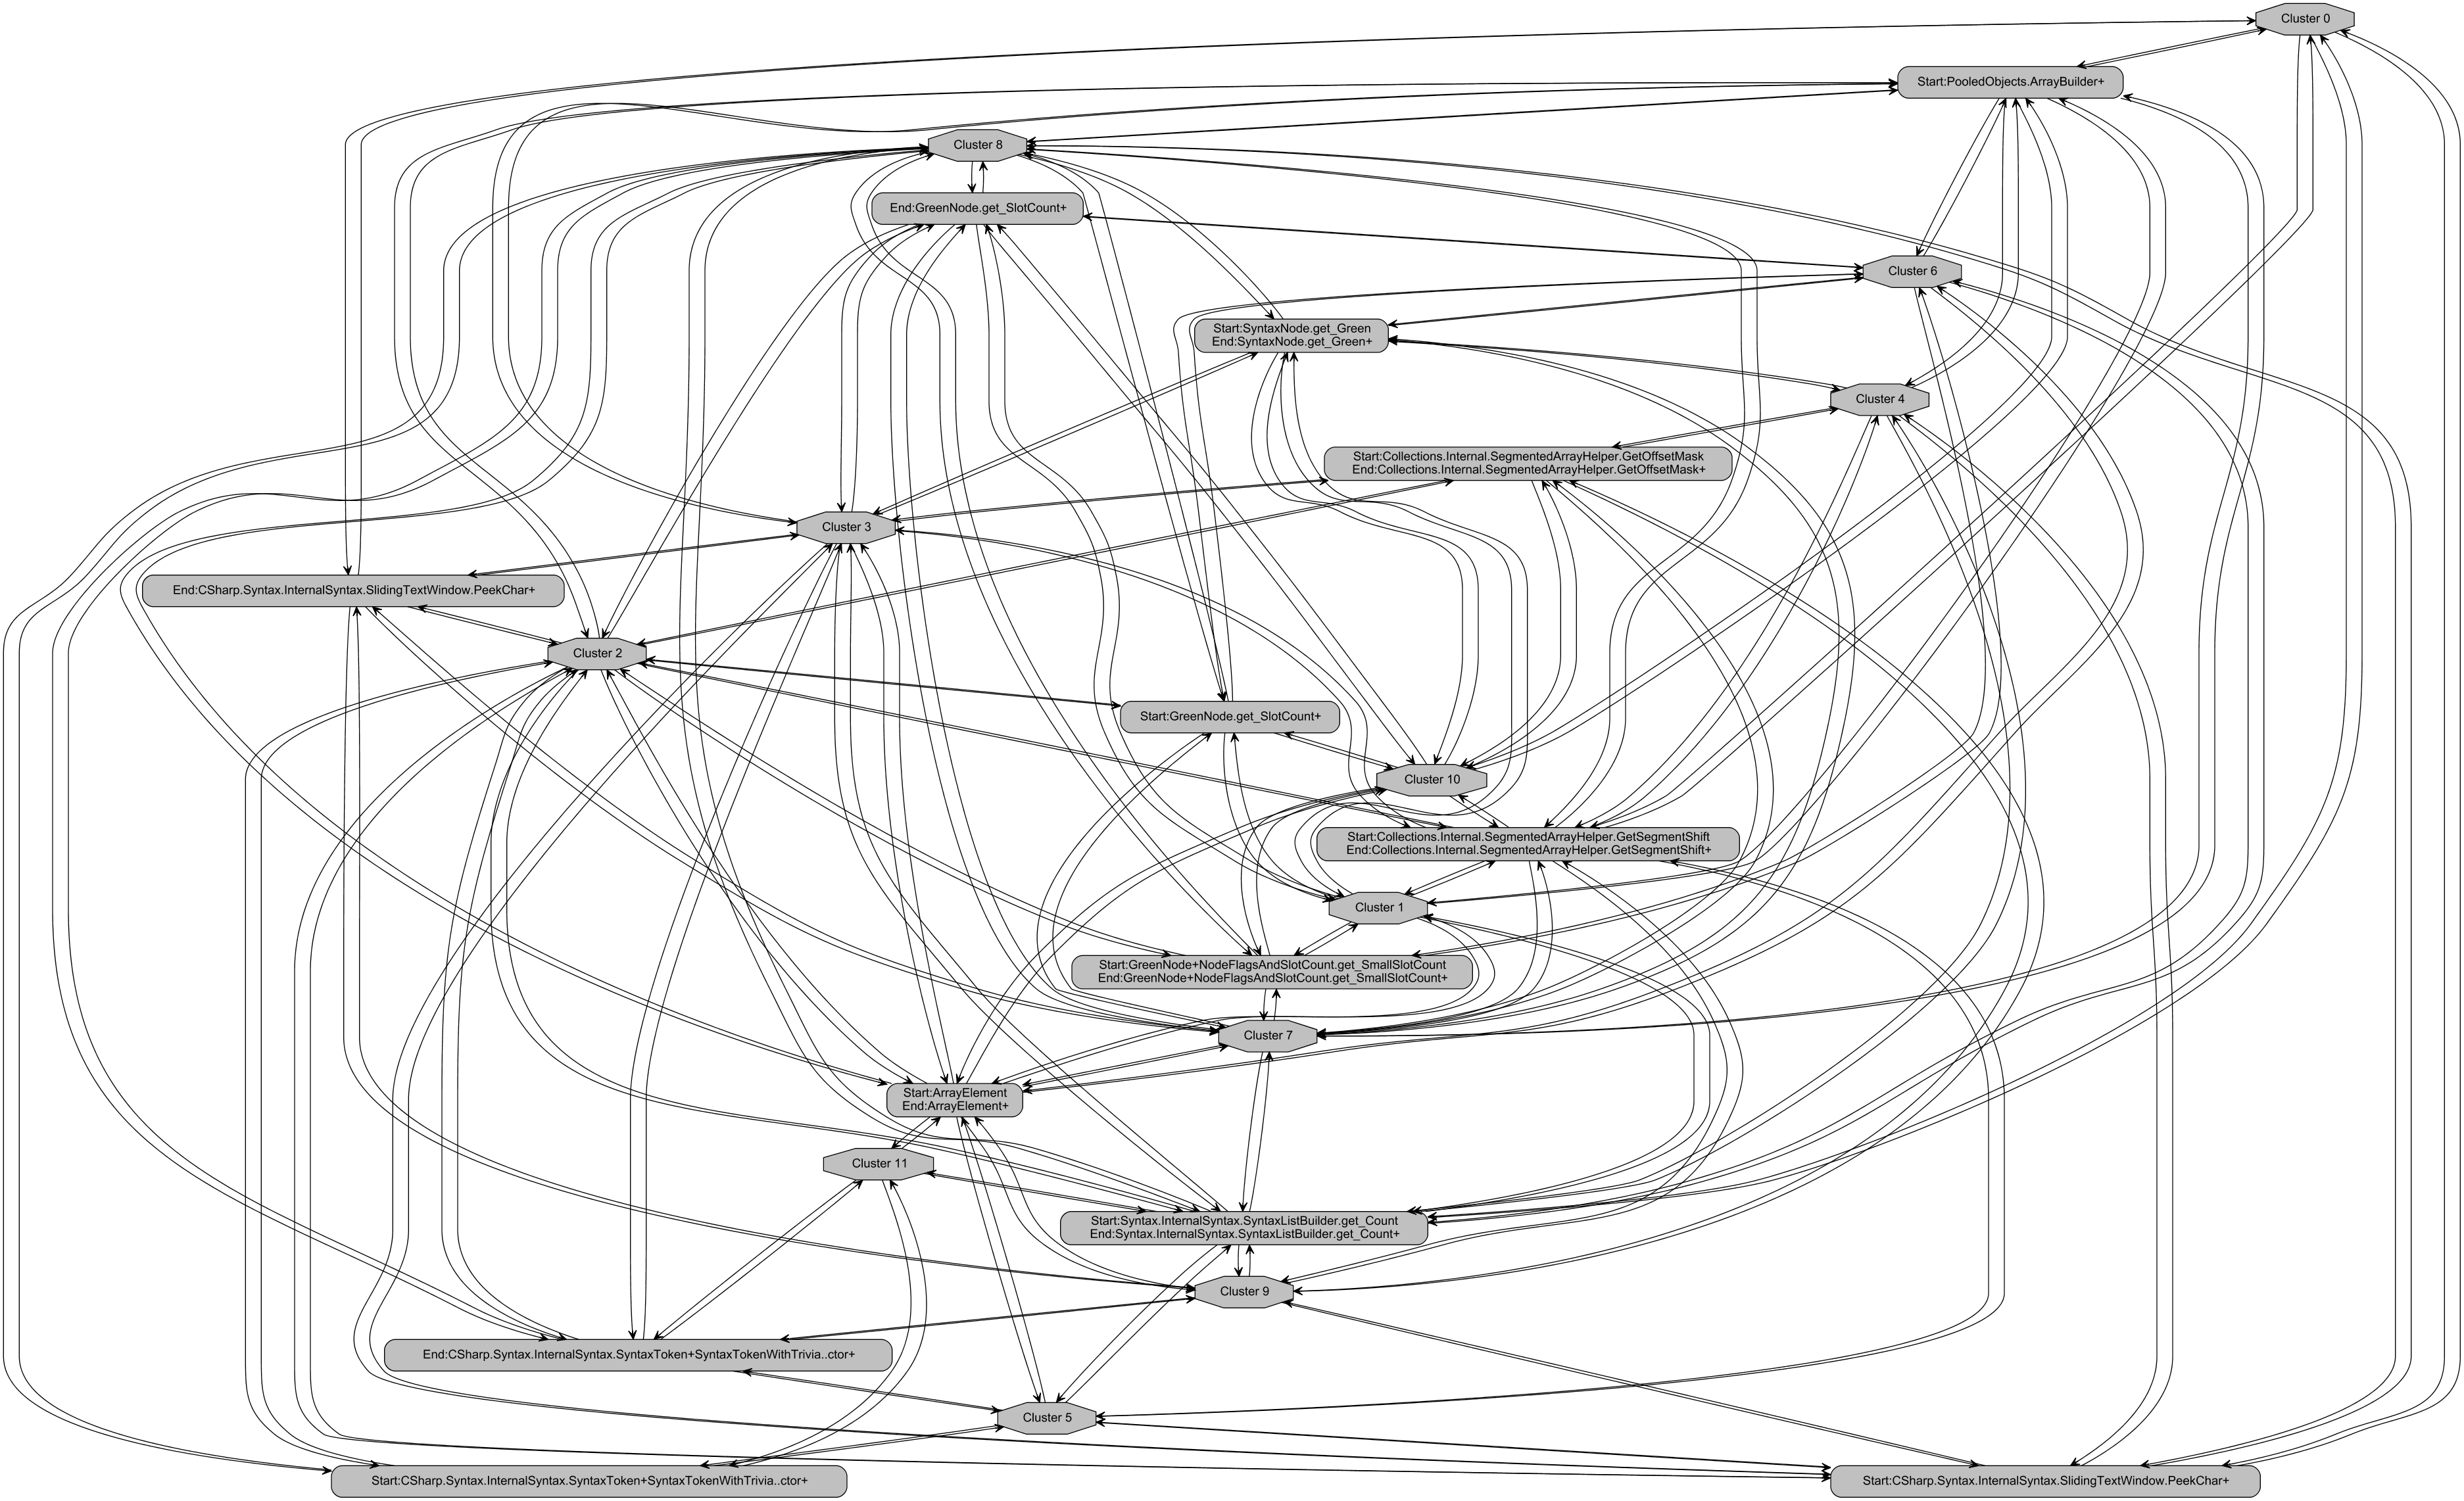 Cluster 0
Start:PooledObjects.ArrayBuilder+
Cluster 8
End:GreenNode.get_SlotCount+
Cluster 6
Start:SyntaxNode.get_Green
End:SyntaxNode.get_Green+
Cluster 4
Start:Collections.Internal.SegmentedArrayHelper.GetOffsetMask
End:Collections.Internal.SegmentedArrayHelper.GetOffsetMask+
Cluster 3
End:CSharp.Syntax.InternalSyntax.SlidingTextWindow.PeekChar+
Cluster 2
Start:GreenNode.get_SlotCount+
Cluster 10
Start:Collections.Internal.SegmentedArrayHelper.GetSegmentShift
End:Collections.Internal.SegmentedArrayHelper.GetSegmentShift+
Cluster 1
Start:GreenNode+NodeFlagsAndSlotCount.get_SmallSlotCount
End:GreenNode+NodeFlagsAndSlotCount.get_SmallSlotCount+
Cluster 7
Start:ArrayElement
End:ArrayElement+
Cluster 11
Start:Syntax.InternalSyntax.SyntaxListBuilder.get_Count
End:Syntax.InternalSyntax.SyntaxListBuilder.get_Count+
Cluster 9
End:CSharp.Syntax.InternalSyntax.SyntaxToken+SyntaxTokenWithTrivia..ctor+
Cluster 5
Start:CSharp.Syntax.InternalSyntax.SyntaxToken+SyntaxTokenWithTrivia..ctor+
Start:CSharp.Syntax.InternalSyntax.SlidingTextWindow.PeekChar+